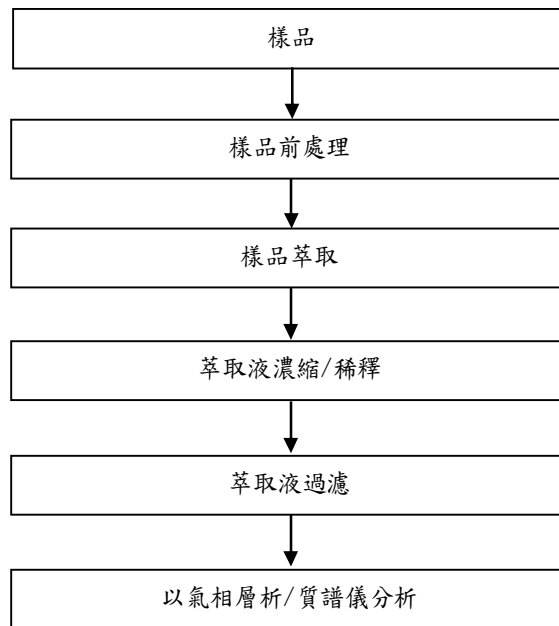 樣品
樣品前處理
樣品萃取
萃取液濃縮/稀釋
萃取液過濾
以氣相層析/質譜儀分析